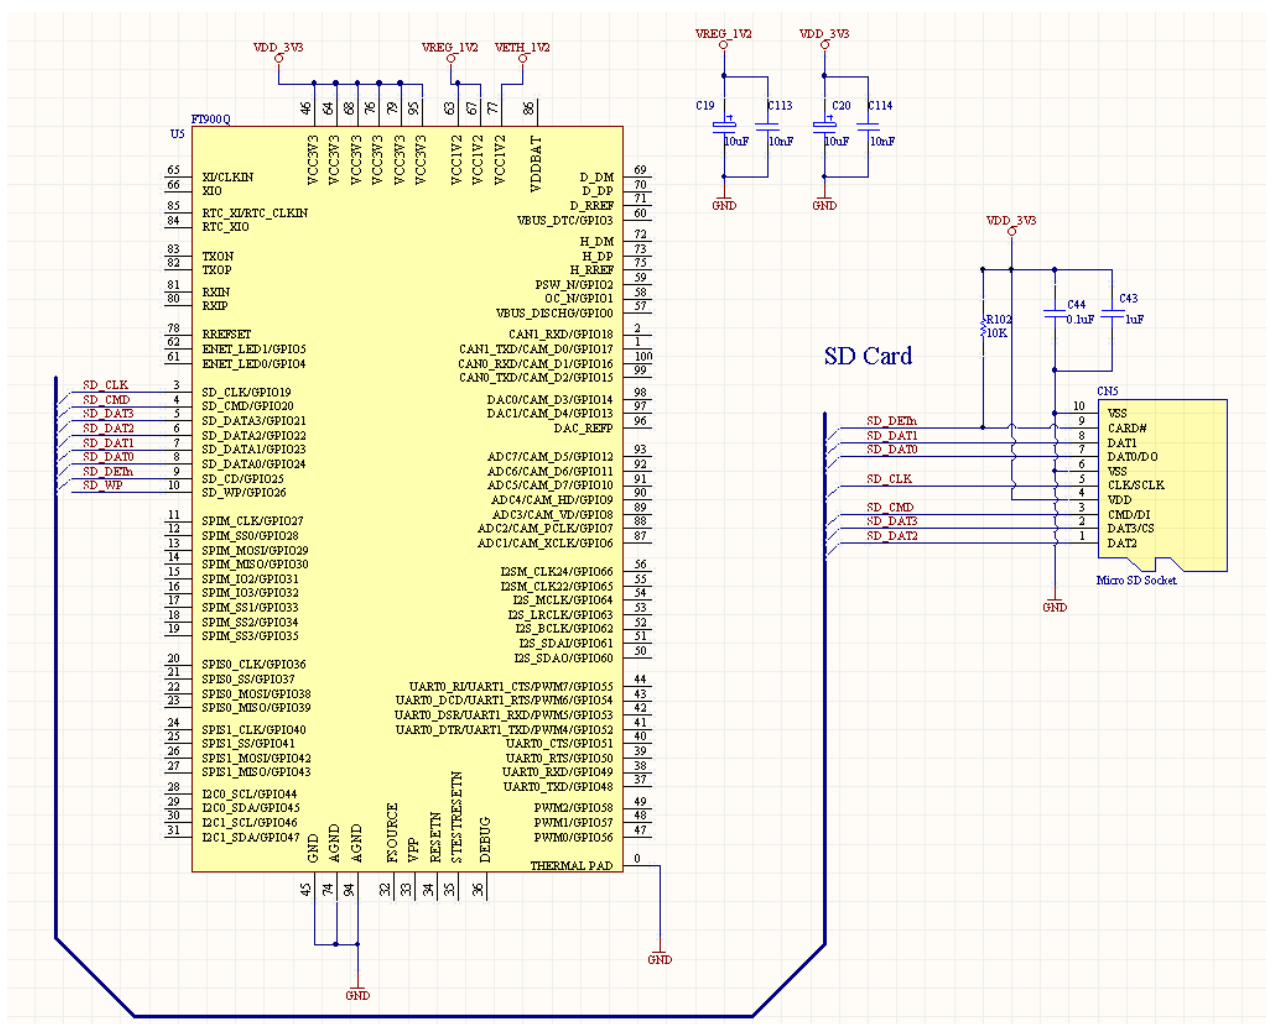 VDD_3V3
VREG_1V2
VETH_1V2
VREG_1V2
VDD_3V3
46 64 68 76 79 95 63 67 77 86
C19
10uF
C113
10nF
C20
10uF
C114
10nF
GND
GND
FT900Q
U5
VCC3V3 VCC3V3 VCC3V3 VCC3V3 VCC3V3 VCC3V3 VCC1V2 VCC1V2 VCC1V2 VDDBAT
65 XI/CLKIN
66 XIO
85 RTC_XI/RTC_CLKIN
84 RTC_XIO
83 TXON
82 TXOP
81 RXIN
80 RXIP
78 RREFSET
62 ENET_LED1/GPIO5
61 ENET_LED0/GPIO4
SD_CLK 3 SD_CLK/GPIO19
SD_CMD 4 SD_CMD/GPIO20
SD_DAT3 5 SD_DATA3/GPIO21
SD_DAT2 6 SD_DATA2/GPIO22
SD_DAT1 7 SD_DATA1/GPIO23
SD_DAT0 8 SD_DATA0/GPIO24
SD_DETn 9 SD_CD/GPIO25
SD_WP 10 SD_WP/GPIO26
11 SPIM_CLK/GPIO27
12 SPIM_SS0/GPIO28
13 SPIM_MOSI/GPIO29
14 SPIM_MISO/GPIO30
15 SPIM_IO2/GPIO31
16 SPIM_IO3/GPIO32
17 SPIM_SS1/GPIO33
18 SPIM_SS2/GPIO34
19 SPIM_SS3/GPIO35
20 SPIS0_CLK/GPIO36
21 SPIS0_SS/GPIO37
22 SPIS0_MOSI/GPIO38
23 SPIS0_MISO/GPIO39
24 SPIS1_CLK/GPIO40
25 SPIS1_SS/GPIO41
26 SPIS1_MOSI/GPIO42
27 SPIS1_MISO/GPIO43
28 I2C0_SCL/GPIO44
29 I2C0_SDA/GPIO45
30 I2C1_SCL/GPIO46
31 I2C1_SDA/GPIO47
D_DM 69
D_DP 70
D_RREF 71
VBUS_DTC/GPIO3 60
H_DM 72
H_DP 73
H_RREF 75
PSW_N/GPIO2 59
OC_N/GPIO1 58
VBUS_DISCHG/GPIO0 57
CAN1_RXD/GPIO18 2
CAN1_TXD/CAM_D0/GPIO17 1
CAN0_RXD/CAM_D1/GPIO16 100
CAN0_TXD/CAM_D2/GPIO15 99
DAC0/CAM_D3/GPIO14 98
DAC1/CAM_D4/GPIO13 97
DAC_REFP 96
ADC7/CAM_D5/GPIO12 93
ADC6/CAM_D6/GPIO11 92
ADC5/CAM_D7/GPIO10 91
ADC4/CAM_HD/GPIO9 90
ADC3/CAM_VD/GPIO8 89
ADC2/CAM_PCLK/GPIO7 88
ADC1/CAM_XCLK/GPIO6 87
I2SM_CLK24/GPIO66 56
I2SM_CLK22/GPIO65 55
I2S_MCLK/GPIO64 54
I2S_LRCLK/GPIO63 53
I2S_BCLK/GPIO62 52
I2S_SDAI/GPIO61 51
I2S_SDAO/GPIO60 50
UART0_RI/UART1_CTS/PWM7/GPIO55 44
UART0_DCD/UART1_RTS/PWM6/GPIO54 43
UART0_DSR/UART1_RXD/PWM5/GPIO53 42
UART0_DTR/UART1_TXD/PWM4/GPIO52 41
UART0_CTS/GPIO51 40
UART0_RTS/GPIO50 39
UART0_RXD/GPIO49 38
UART0_TXD/GPIO48 37
PWM2/GPIO58 49
PWM1/GPIO57 48
PWM0/GPIO56 47
THERMAL PAD 0
GND AGND AGND FSOURCE VPP RESETN STESTRESETN DEBUG
45 74 94 32 33 34 35 36
GND
GND
VDD_3V3
R102
10K
C44
0.1uF
C43
1uF
SD Card
CN5
10 VSS
SD_DETn 9 CARD#
SD_DAT1 8 DAT1
SD_DAT0 7 DAT0/DO
6 VSS
SD_CLK 5 CLK/SCLK
4 VDD
SD_CMD 3 CMD/DI
SD_DAT3 2 DAT3/CS
SD_DAT2 1 DAT2
Micro SD Socket
GND